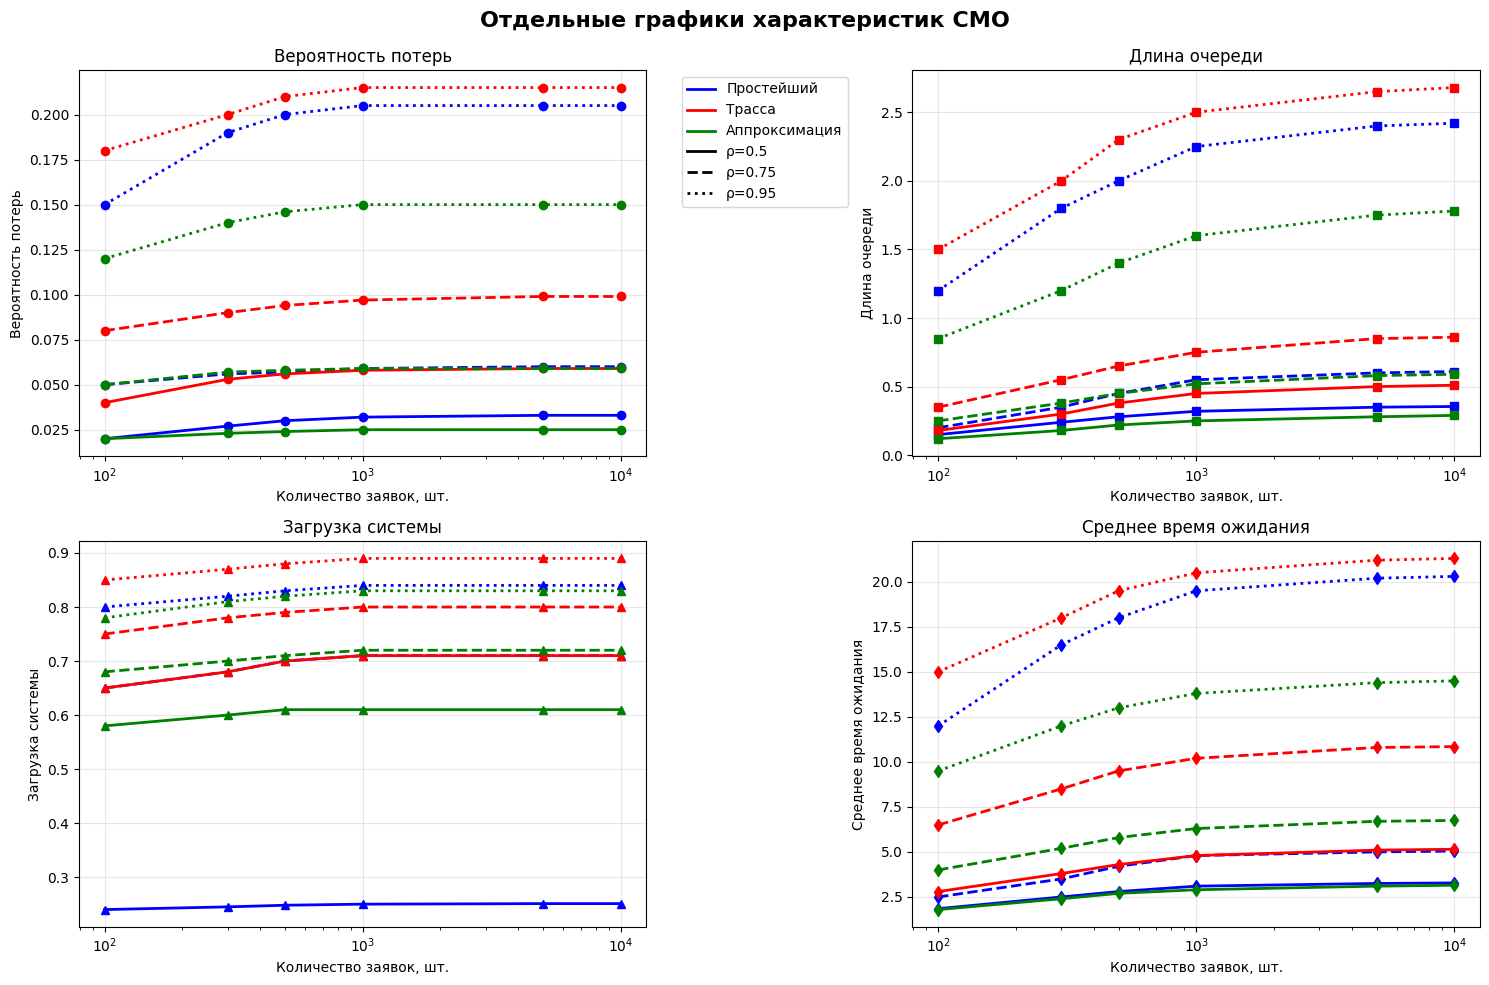 Отдельные графики характеристик СМО
Вероятность потерь
Вероятность потерь
0.200
0.175
0.150
0.125
0.100
0.075
0.050
0.025
10²
10³
10⁴
Количество заявок, шт.
Простейший
Трасса
Аппроксимация
ρ=0.5
ρ=0.75
ρ=0.95
Длина очереди
Длина очереди
2.5
2.0
1.5
1.0
0.5
0.0
10²
10³
10⁴
Количество заявок, шт.
Загрузка системы
Загрузка системы
0.9
0.8
0.7
0.6
0.5
0.4
0.3
10²
10³
10⁴
Количество заявок, шт.
Среднее время ожидания
Среднее время ожидания
20.0
17.5
15.0
12.5
10.0
7.5
5.0
2.5
10²
10³
10⁴
Количество заявок, шт.